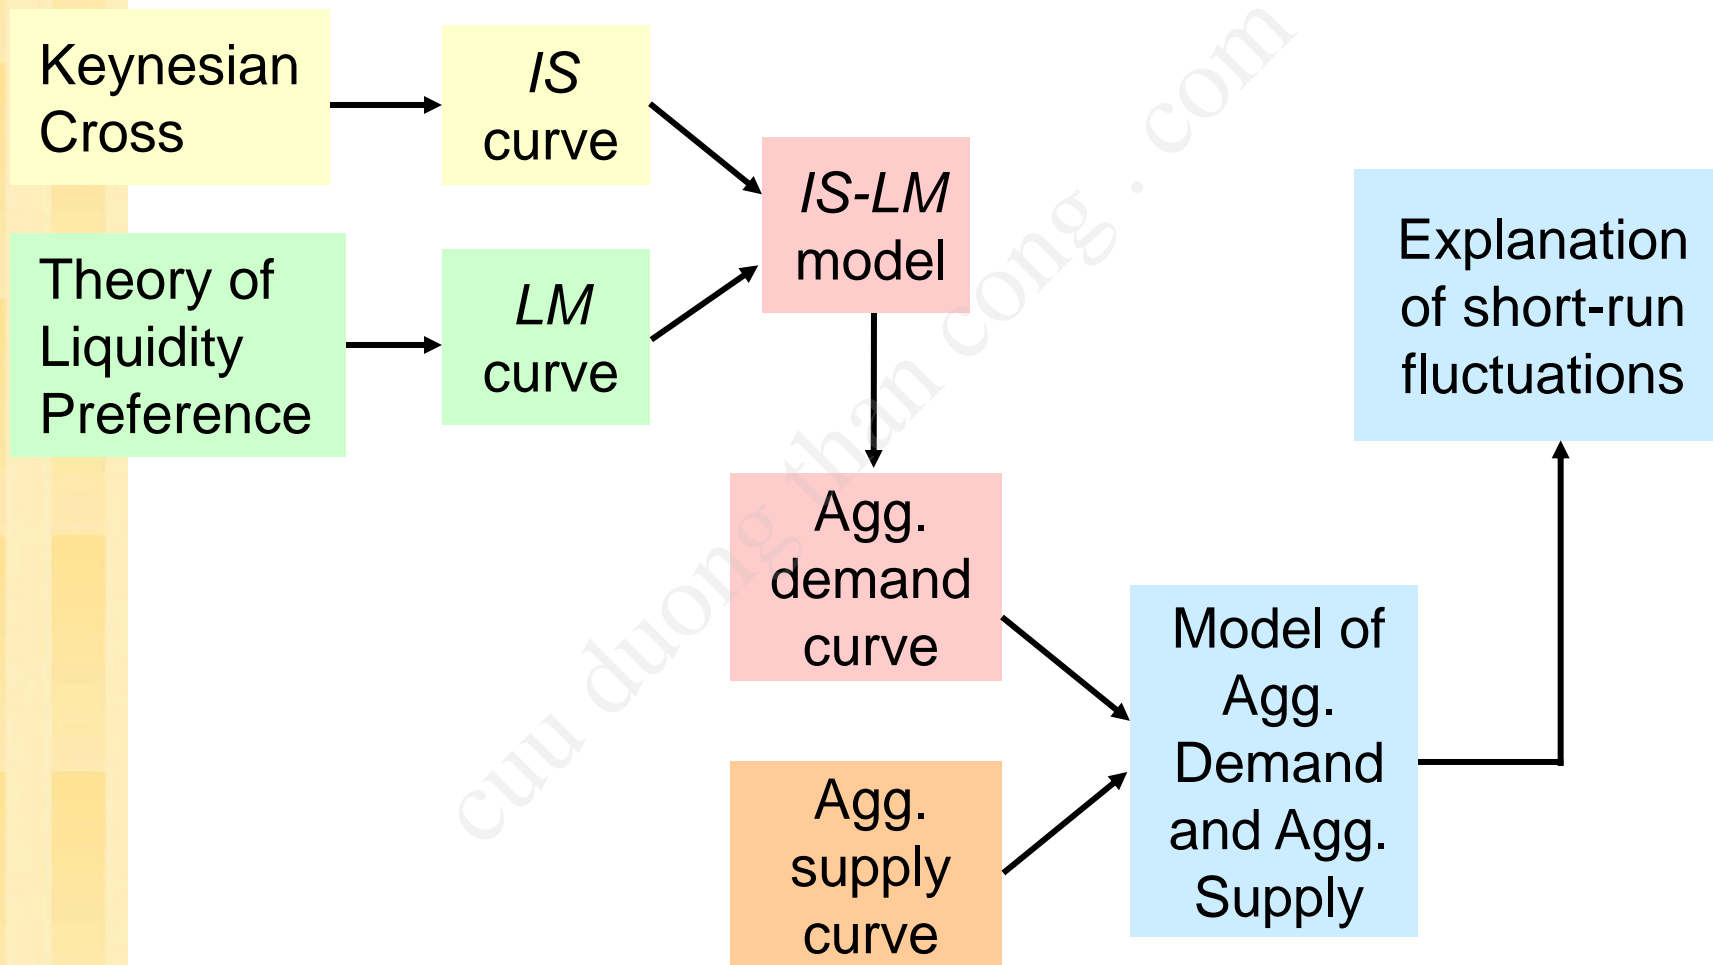 Keynesian
Cross
IS
curve
Theory of
Liquidity
Preference
LM
curve
IS-LM
model
Explanation
of short-run
fluctuations
Agg.
demand
curve
Agg.
supply
curve
Model of
Agg.
Demand
and Agg.
Supply
cuu duong than cong . com